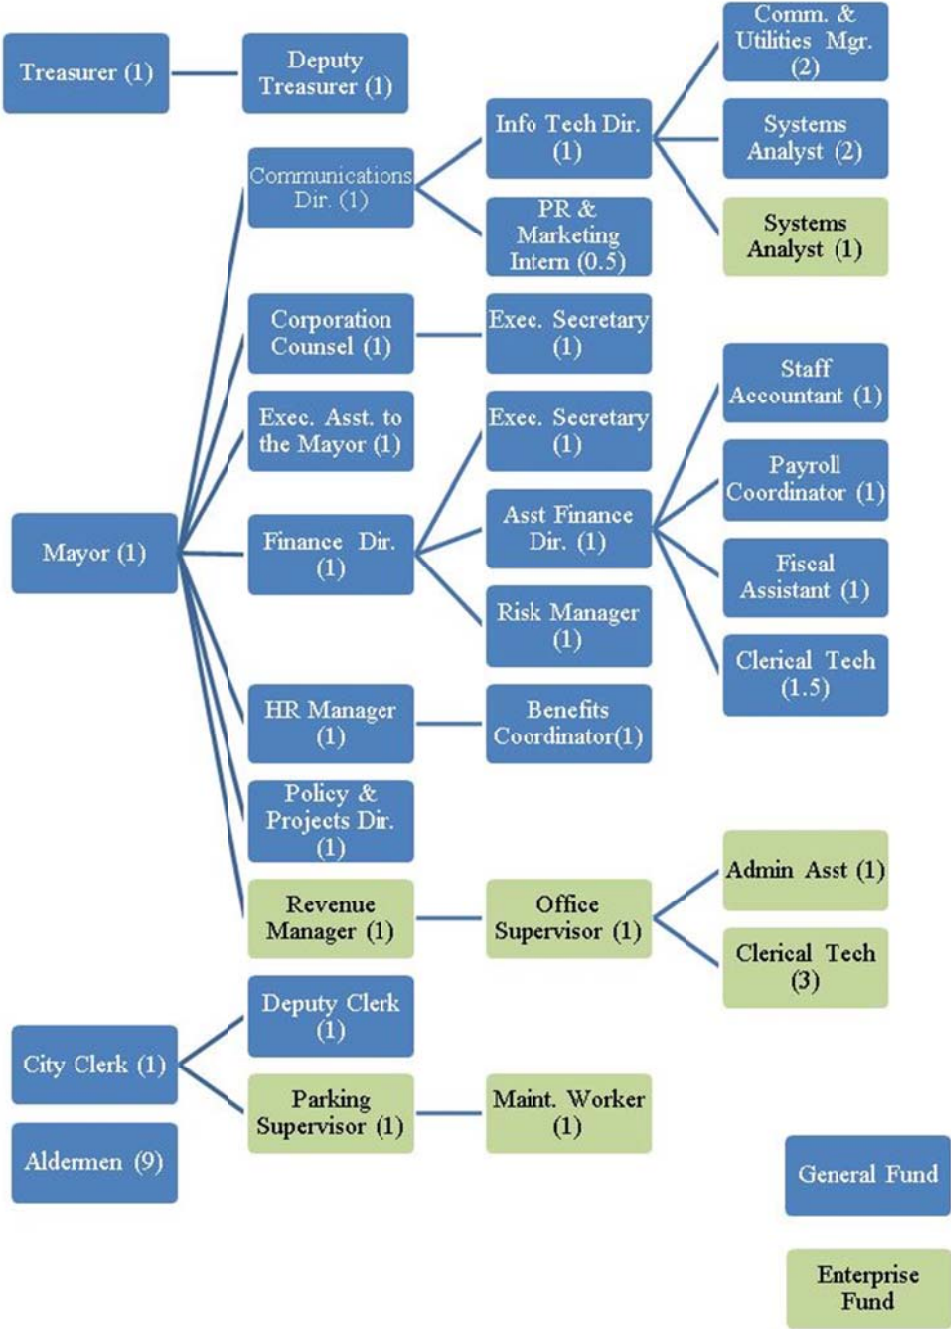 Treasurer (1)
Deputy
Treasurer (1)
Comm. &
Utilities Mgr.
(2)
Info Tech Dir.
(1)
Systems
Analyst (2)
Communications
Dir. (1)
PR &
Marketing
Intern (0.5)
Systems
Analyst (1)
Corporation
Counsel (1)
Exec. Secretary
(1)
Staff
Accountant (1)
Exec. Asst. to
the Mayor (1)
Exec. Secretary
(1)
Payroll
Coordinator (1)
Mayor (1)
Finance Dir.
(1)
Asst Finance
Dir. (1)
Fiscal
Assistant (1)
Risk Manager
(1)
Clerical Tech
(1.5)
HR Manager
(1)
Benefits
Coordinator(1)
Policy &
Projects Dir.
(1)
Revenue
Manager (1)
Office
Supervisor (1)
Admin Asst (1)
Clerical Tech
(3)
City Clerk (1)
Deputy Clerk
(1)
Parking
Supervisor (1)
Maint. Worker
(1)
Aldermen (9)
General Fund
Enterprise
Fund